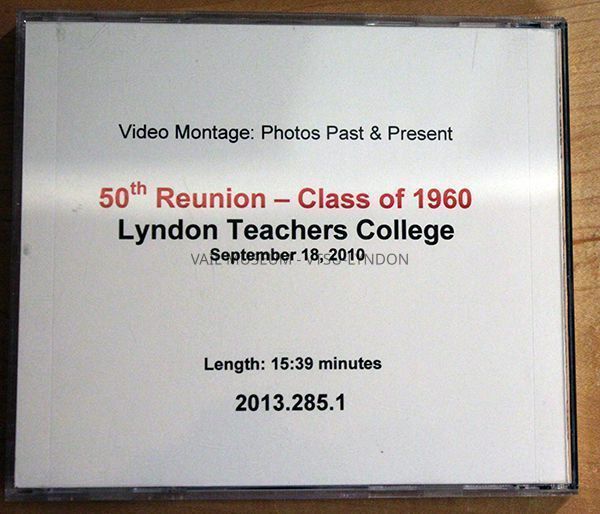 Video Montage: Photos Past & Present
50th Reunion – Class of 1960
Lyndon Teachers College
September 18, 2010
VAIL MUSEUM - VTSU-LYNDON
Length: 15:39 minutes
2013.285.1